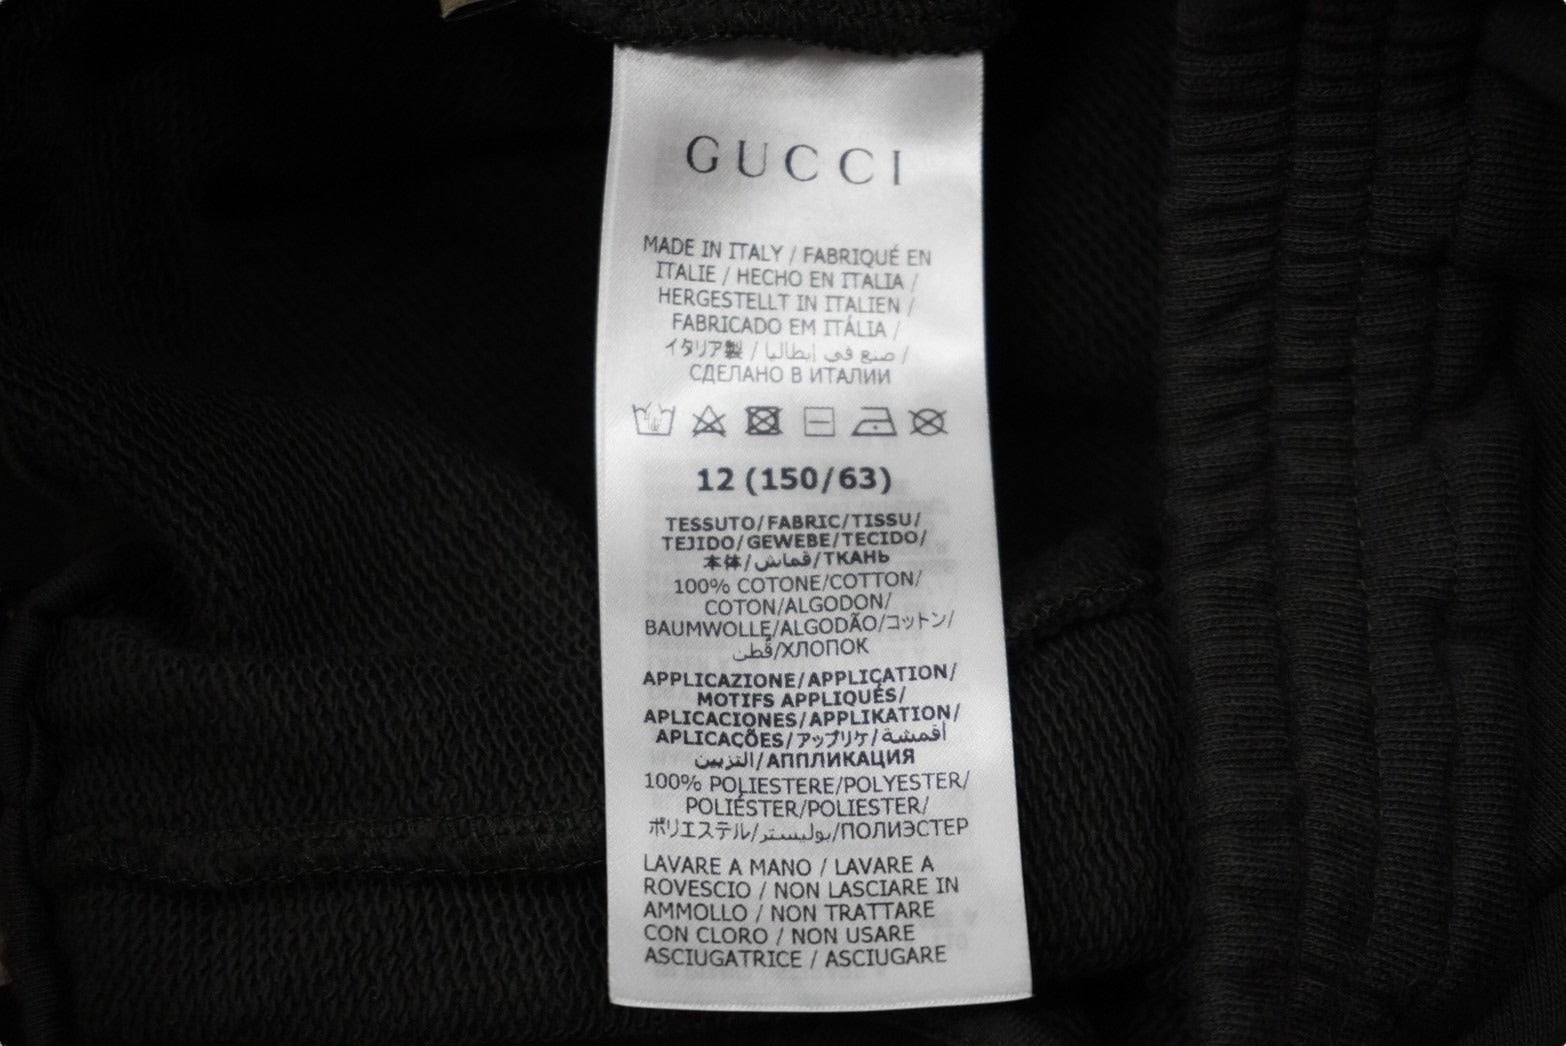 GUCCI
MADE IN ITALY / FABRIQUÉ EN
ITALIE / HECHO EN ITALIA /
HERGESTELLT IN ITALIEN /
FABRICADO EM ITÁLIA /
イタリア製 / صنع في إيطاليا /
СДЕЛАНО В ИТАЛИИ
12 (150/63)
TESSUTO/FABRIC/TISSU/
TEJIDO/GEWEBE/TECIDO/
本体/قماش/ТКАНЬ
100% COTONE/COTTON/
COTON/ALGODON/
BAUMWOLLE/ALGODÃO/コットン/
قطن/ХЛОПОК
APPLICAZIONE/APPLICATION/
MOTIFS APPLIQUÉS/
APLICACIONES/APPLIKATION/
APLICAÇÕES/アップリケ/أقمشة
التزيين/АППЛИКАЦИЯ
100% POLIESTERE/POLYESTER/
POLIÉSTER/POLIESTER/
ポリエステル/بوليستر/ПОЛИЭСТЕР
LAVARE A MANO / LAVARE A
ROVESCIO / NON LASCIARE IN
AMMOLLO / NON TRATTARE
CON CLORO / NON USARE
ASCIUGATRICE / ASCIUGARE